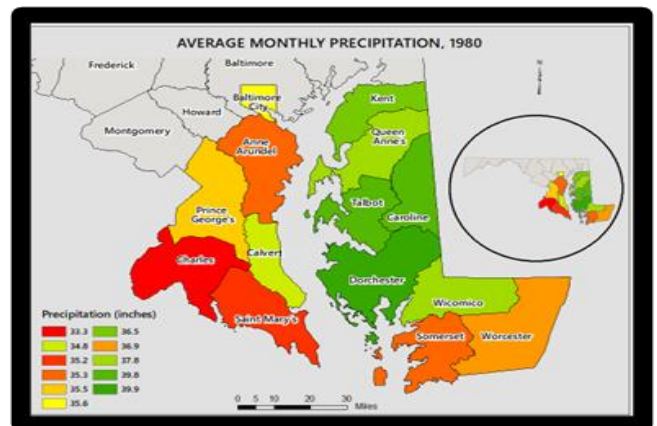 AVERAGE MONTHLY PRECIPITATION, 1980
Frederick
Baltimore
Baltimore
City
Kent
Howard
Montgomery
Anne
Arundel
Queen
Anne's
Prince
George's
Talbot
Caroline
Calvert
Charles
Dorchester
Saint Mary's
Wicomico
Somerset
Worcester
Precipitation (inches)
33.3
36.5
34.8
36.9
35.2
37.8
35.3
39.8
35.5
39.9
35.6
0 5 10 20 30
Miles